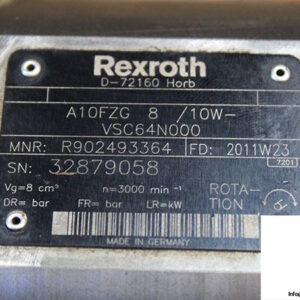 Rexroth
D-72160 Horb
A10FZG 8 /10W-
VSC64N000
MNR: R902493364 FD: 2011W23
7201
SN: 32879058
Vg=8 cm³ n=3000 min⁻¹ ROTA-
DR= bar FR= bar LR=kW TION
MADE IN GERMANY